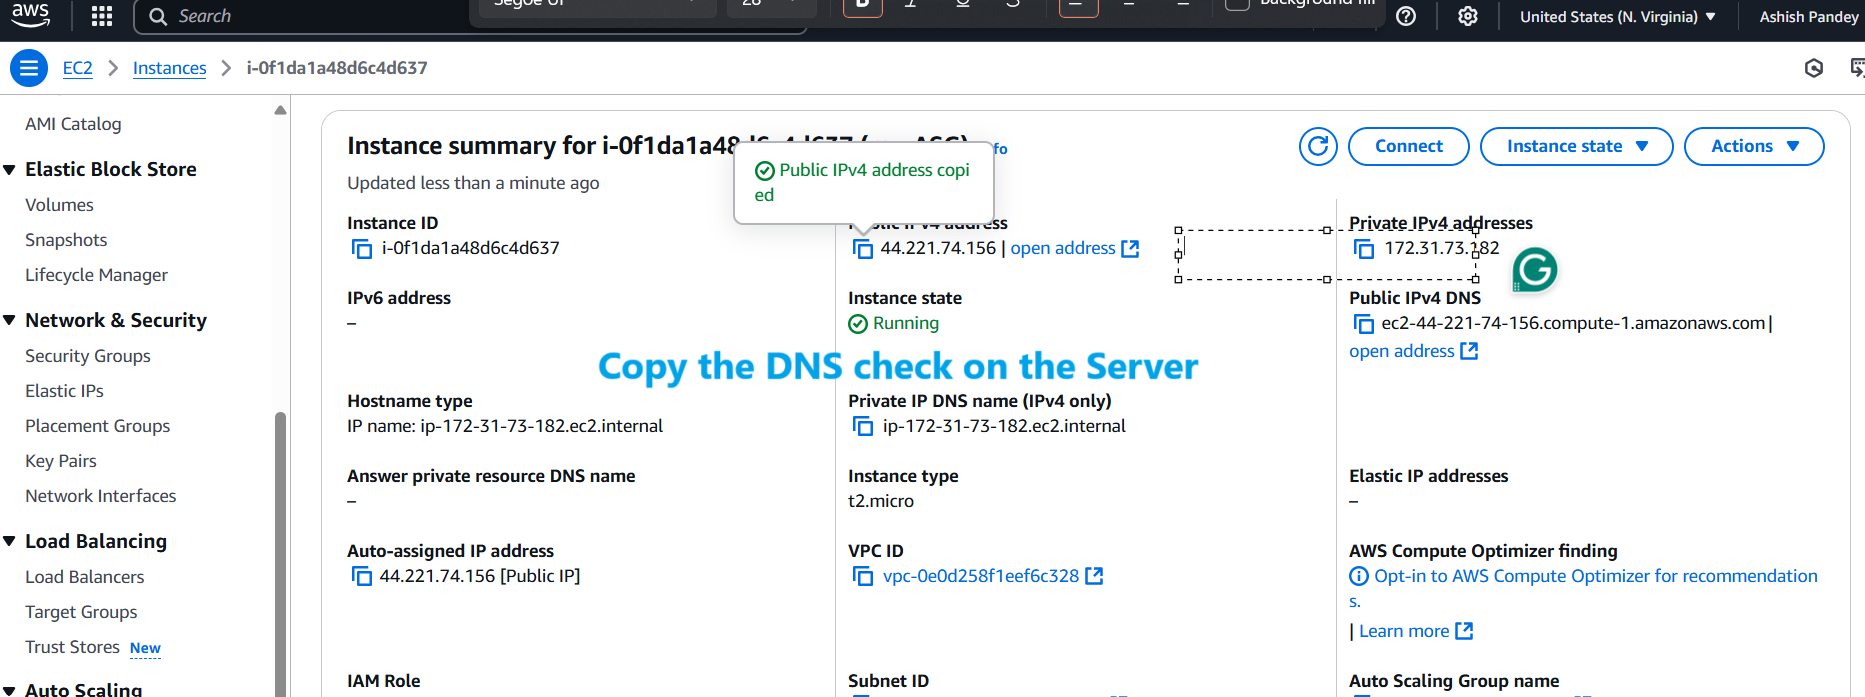 aws
Search
Segoe UI
28
B
I
U
S
Background fill
United States (N. Virginia)
Ashish Pandey
EC2
Instances
i-0f1da1a48d6c4d637
AMI Catalog
Elastic Block Store
Volumes
Snapshots
Lifecycle Manager
Network & Security
Security Groups
Elastic IPs
Placement Groups
Key Pairs
Network Interfaces
Load Balancing
Load Balancers
Target Groups
Trust Stores New
Auto Scaling
Instance summary for i-0f1da1a48d6c4d637
Connect
Instance state
Actions
Updated less than a minute ago
Public IPv4 address copi
ed
Instance ID
i-0f1da1a48d6c4d637
Public IPv4 address
44.221.74.156 | open address
Private IPv4 addresses
172.31.73.182
IPv6 address
–
Instance state
Running
Public IPv4 DNS
ec2-44-221-74-156.compute-1.amazonaws.com |
open address
Copy the DNS check on the Server
Hostname type
IP name: ip-172-31-73-182.ec2.internal
Private IP DNS name (IPv4 only)
ip-172-31-73-182.ec2.internal
Answer private resource DNS name
–
Instance type
t2.micro
Elastic IP addresses
–
Auto-assigned IP address
44.221.74.156 [Public IP]
VPC ID
vpc-0e0d258f1eef6c328
AWS Compute Optimizer finding
Opt-in to AWS Compute Optimizer for recommendation
s.
| Learn more
IAM Role
Subnet ID
Auto Scaling Group name